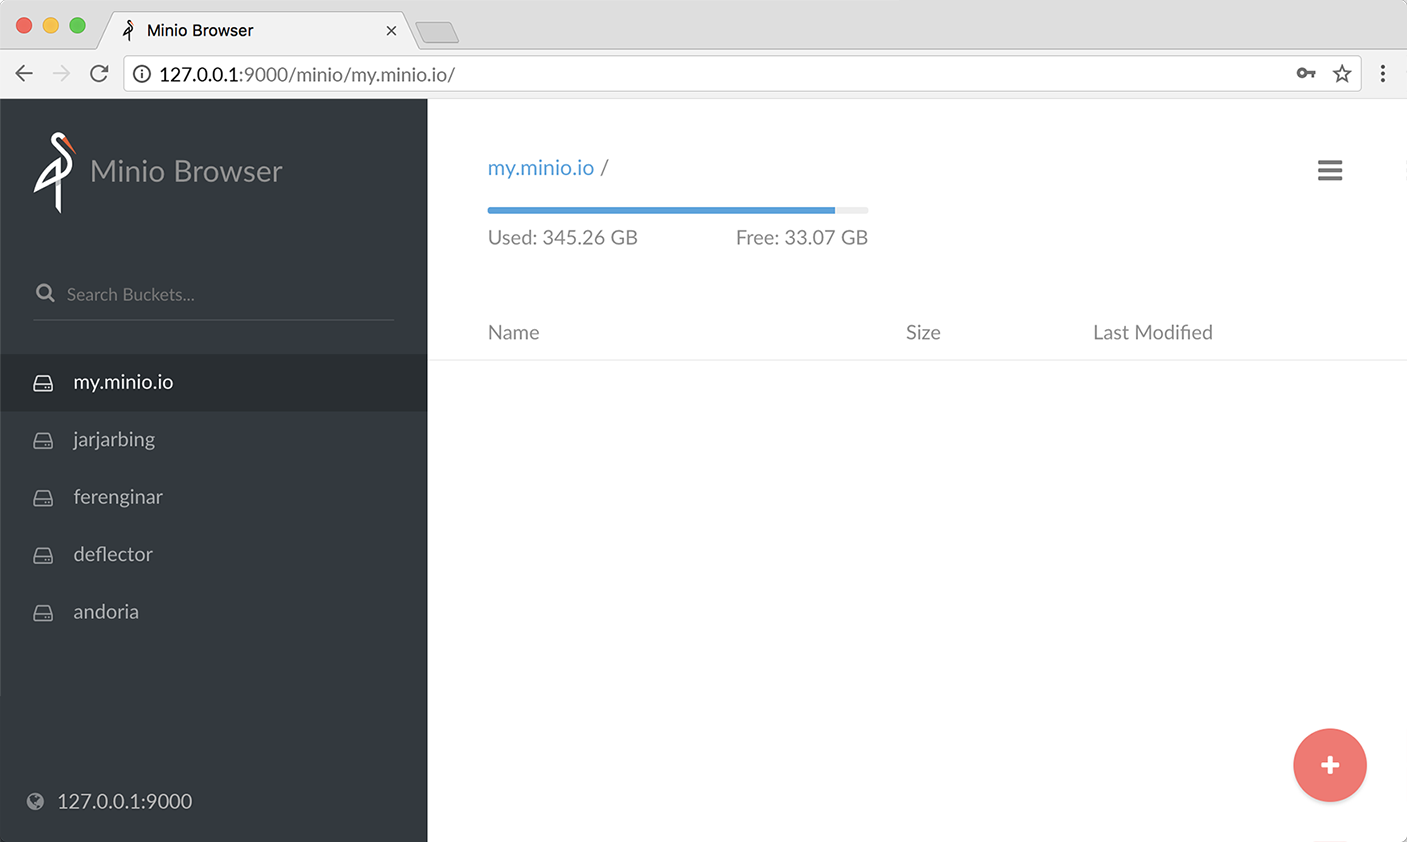 Minio Browser
127.0.0.1:9000/minio/my.minio.io/
Minio Browser
Search Buckets...
my.minio.io
jarjarbing
ferenginar
deflector
andoria
127.0.0.1:9000
my.minio.io /
Used: 345.26 GB Free: 33.07 GB
Name Size Last Modified